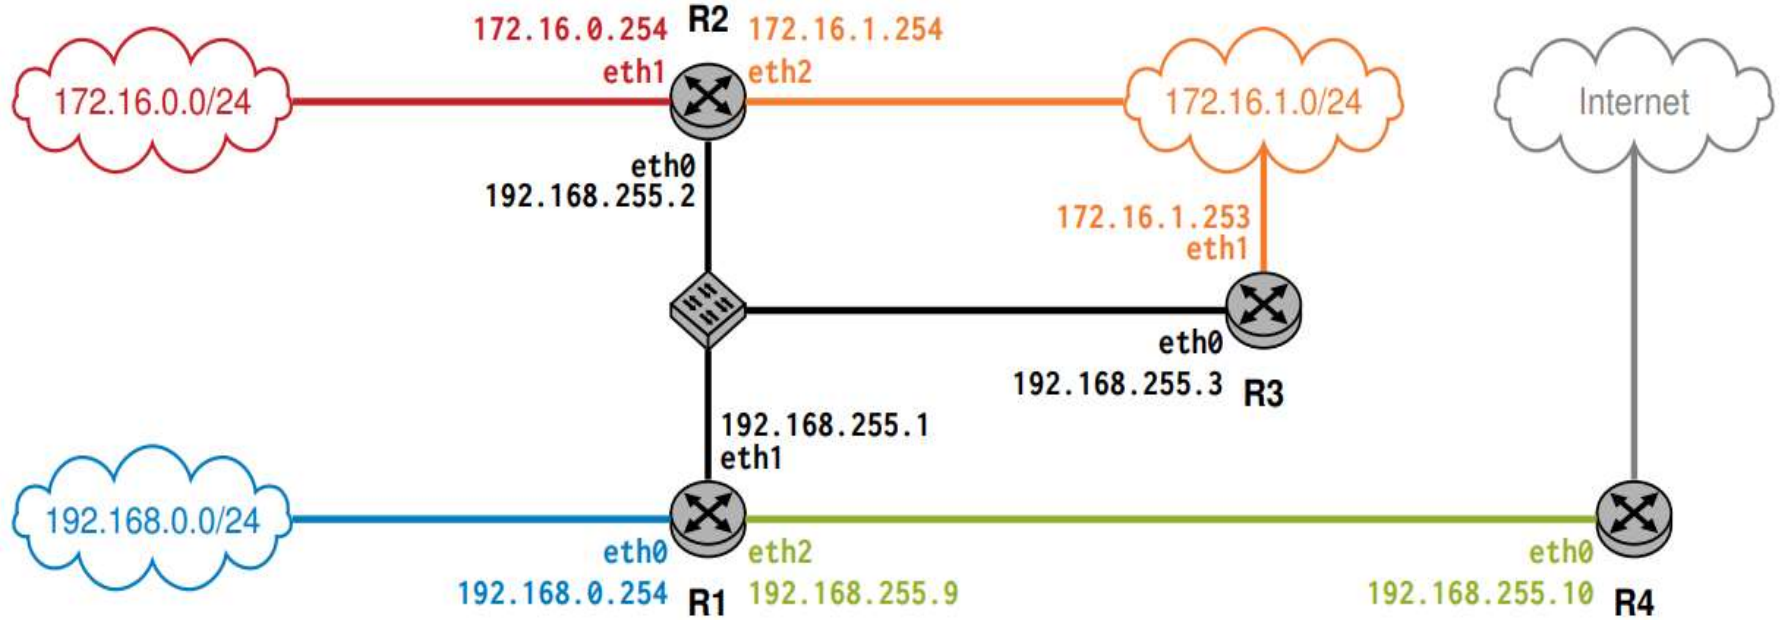 172.16.0.254
R2
172.16.1.254
eth1
eth2
172.16.0.0/24
172.16.1.0/24
Internet
eth0
192.168.255.2
172.16.1.253
eth1
eth0
192.168.255.3
R3
192.168.255.1
eth1
192.168.0.0/24
eth0
192.168.0.254
R1
eth2
192.168.255.9
eth0
192.168.255.10
R4